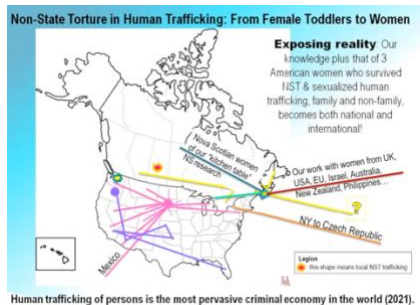 Non-State Torture in Human Trafficking: From Female Toddlers to Women
Exposing reality: Our
knowledge plus that of 3
American women who survived
NST & sexualized human
trafficking, family and non-family,
becomes both national and
international!
Nova Scotian women
of our "kitchen table"
NS research
Our work with women from UK,
USA, EU, Israel, Australia,
New Zealand, Philippines…
?
NY to Czech Republic
Mexico
Legion
this shape means local NST trafficking
Human trafficking of persons is the most pervasive criminal economy in the world (2021).